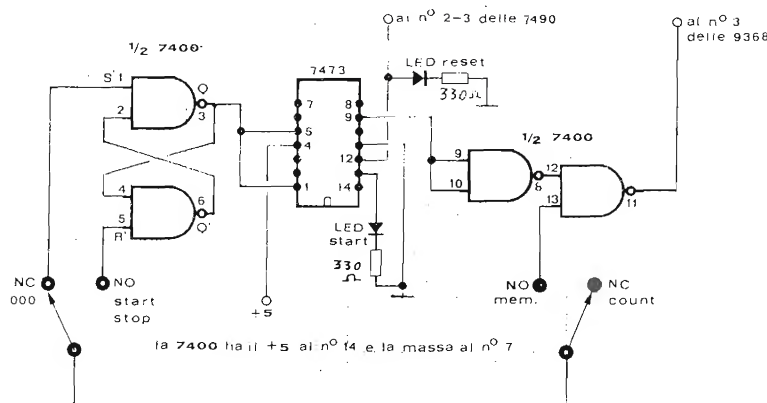 al nº 2-3 delle 7490
al nº 3
delle 9368
1/2 7400
LED reset
7473
S' 1
Q
7
8
330Ω
2
3
5
9
1/2 7400
4
12
9
12
4
6
1
14
10
8
5
Q'
13
11
R'
LED
start
NC
000
NO
start
stop
330
Ω
NO
mem.
NC
count
+5
la 7400 ha il +5 al nº 14 e la massa al nº 7